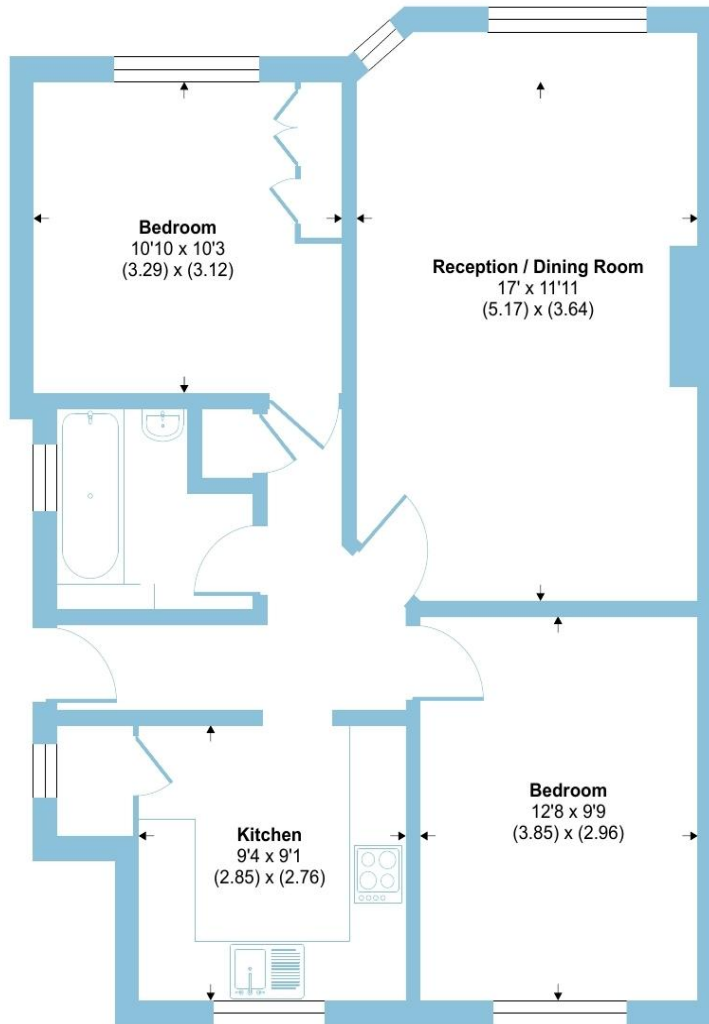 Bedroom
10'10 x 10'3
(3.29) x (3.12)
Reception / Dining Room
17' x 11'11
(5.17) x (3.64)
Kitchen
9'4 x 9'1
(2.85) x (2.76)
Bedroom
12'8 x 9'9
(3.85) x (2.96)